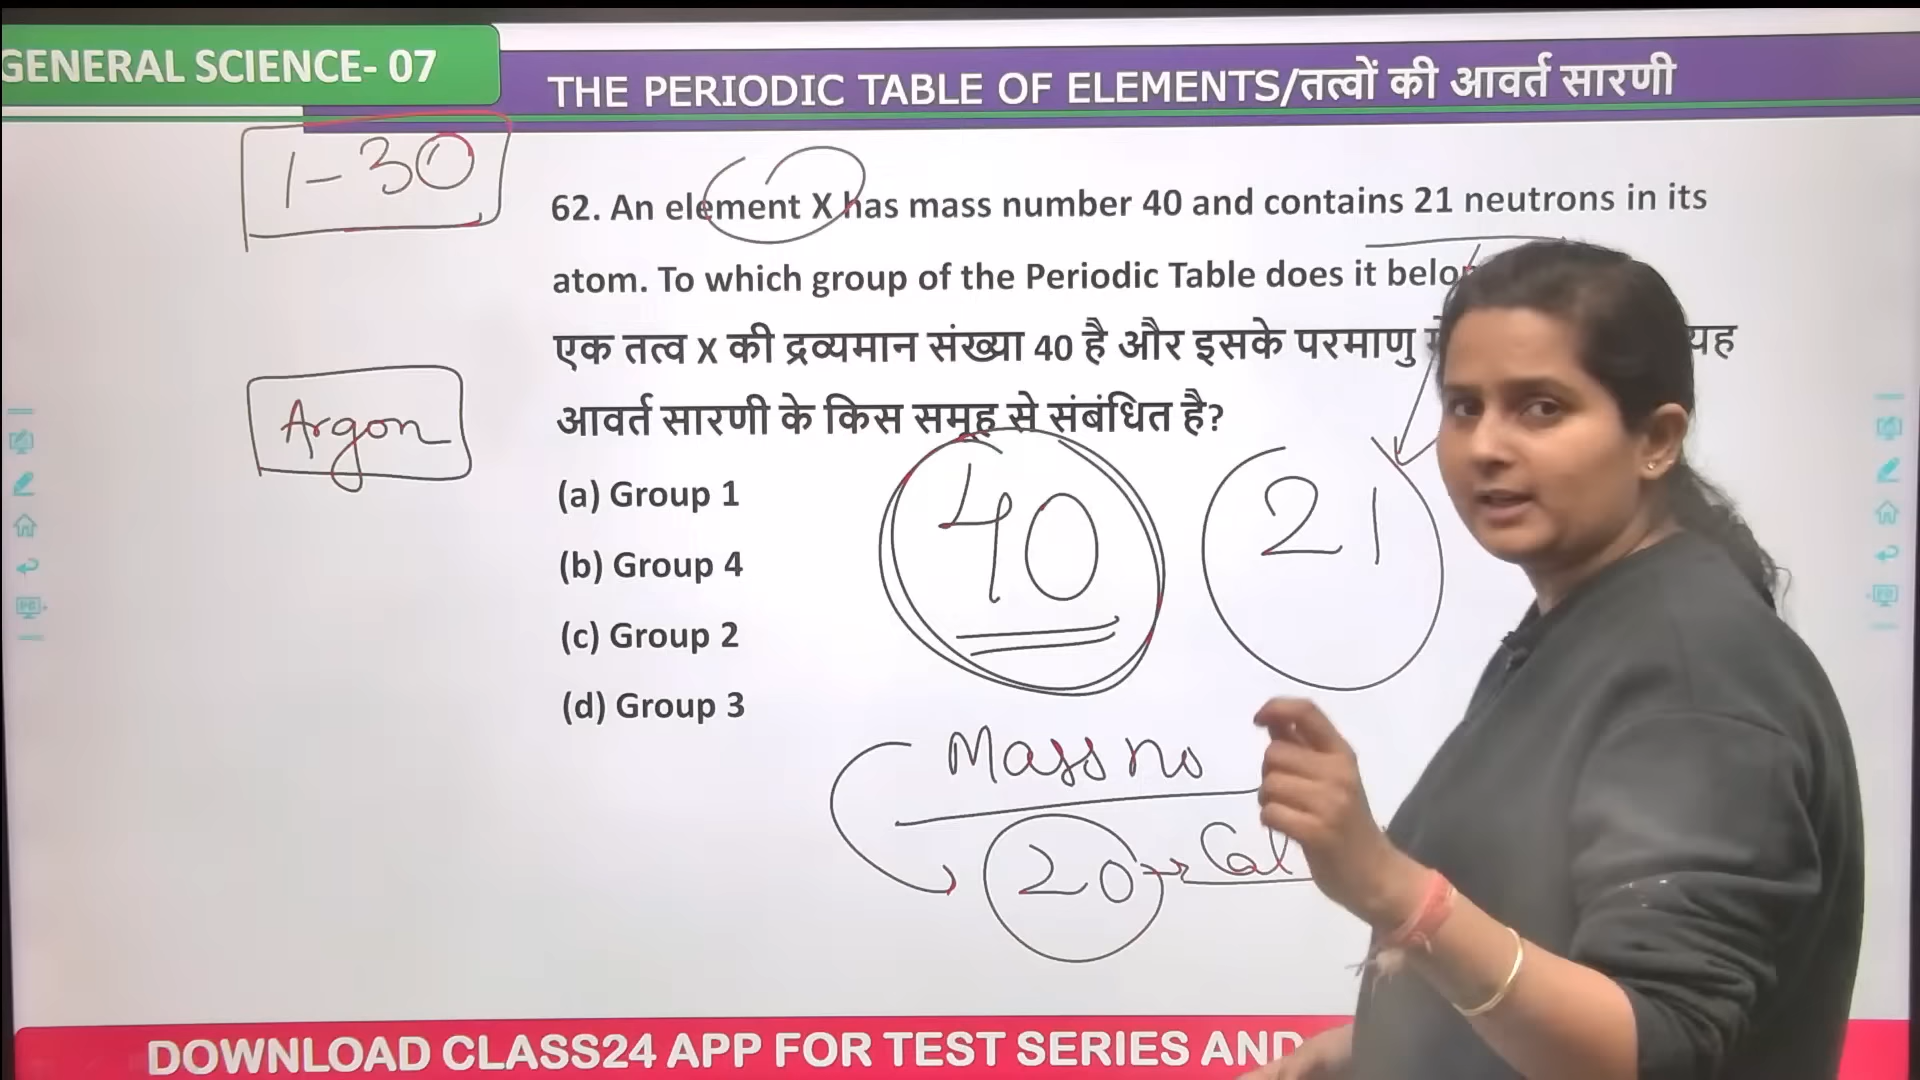 GENERAL SCIENCE- 07
THE PERIODIC TABLE OF ELEMENTS/तत्वों की आवर्त सारणी
1-30
62. An element X has mass number 40 and contains 21 neutrons in its
atom. To which group of the Periodic Table does it belo
एक तत्व X की द्रव्यमान संख्या 40 है और इसके परमाणु
यह
आवर्त सारणी के किस समूह से संबंधित है?
Argon
(a) Group 1
(b) Group 4
(c) Group 2
(d) Group 3
40
21
Mass no
20 → Cal
DOWNLOAD CLASS24 APP FOR TEST SERIES AND